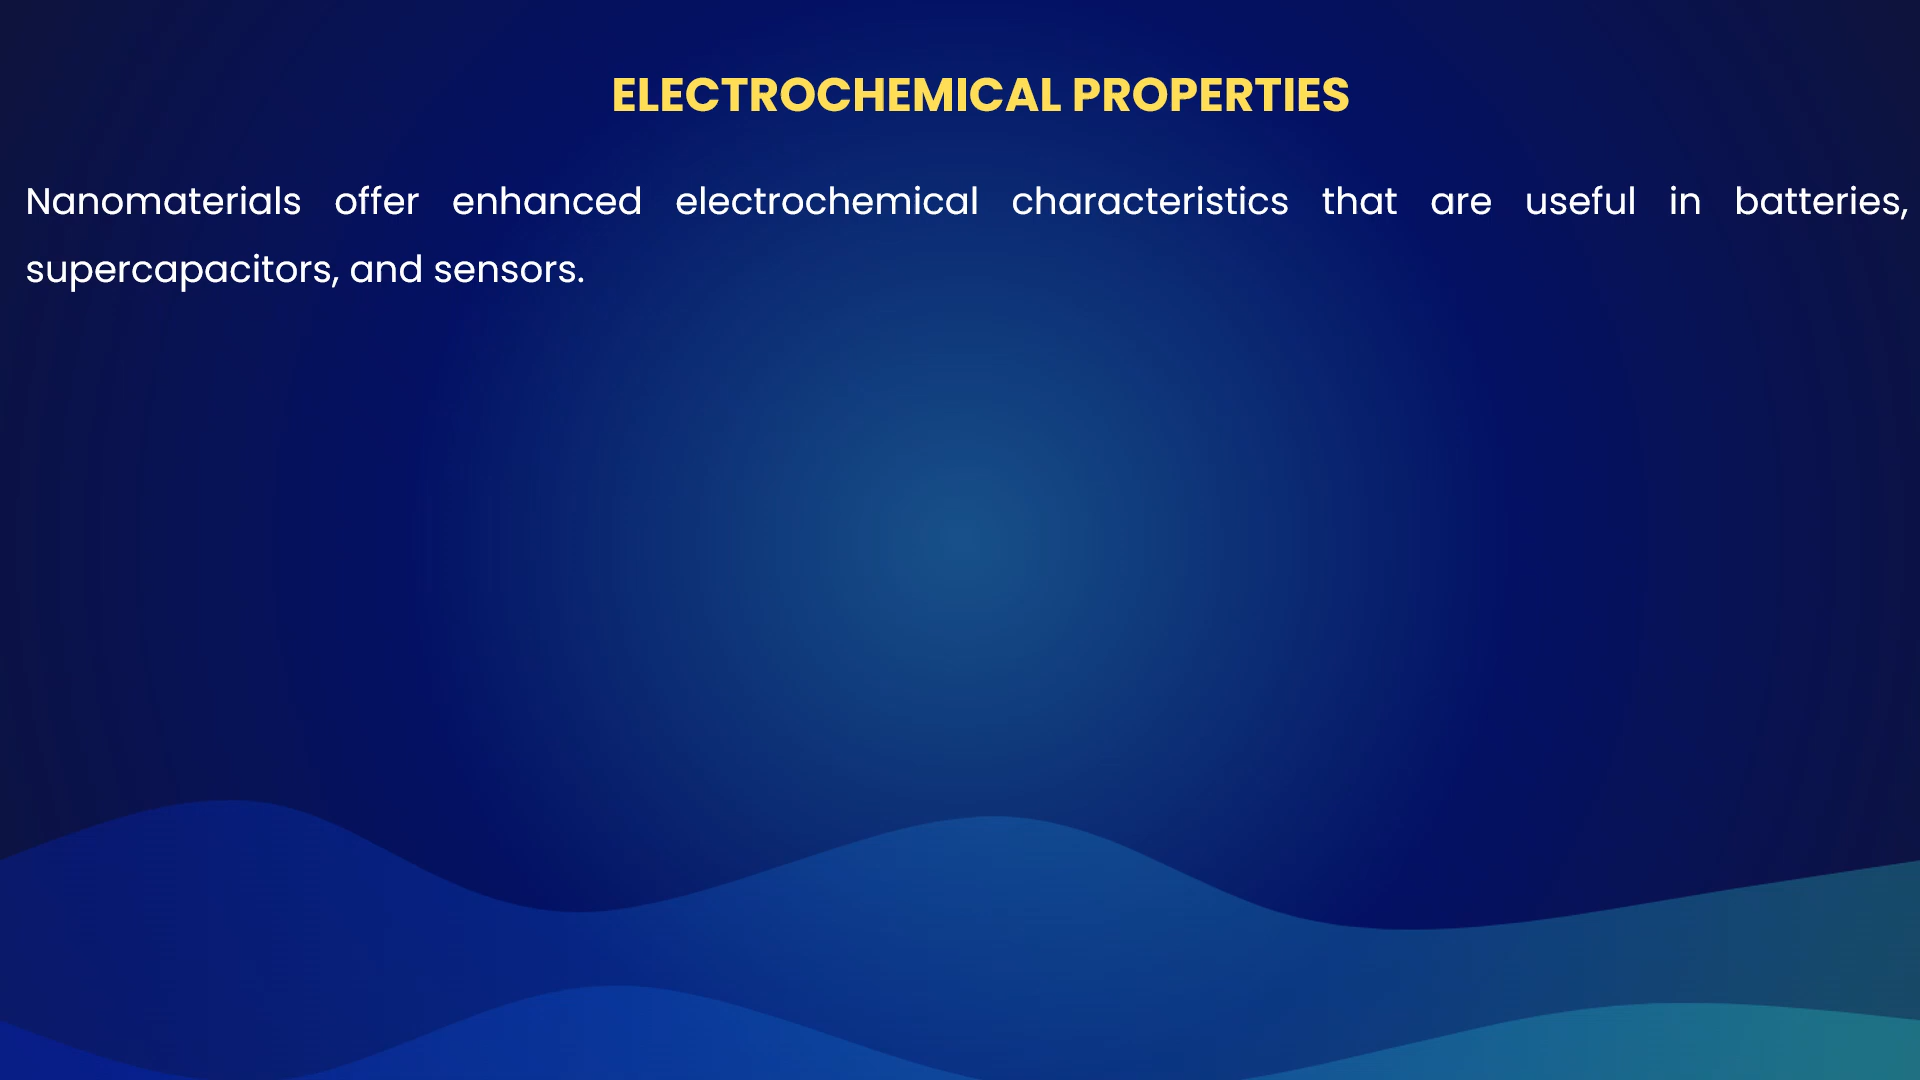 ELECTROCHEMICAL PROPERTIES
Nanomaterials offer enhanced electrochemical characteristics that are useful in batteries,
supercapacitors, and sensors.